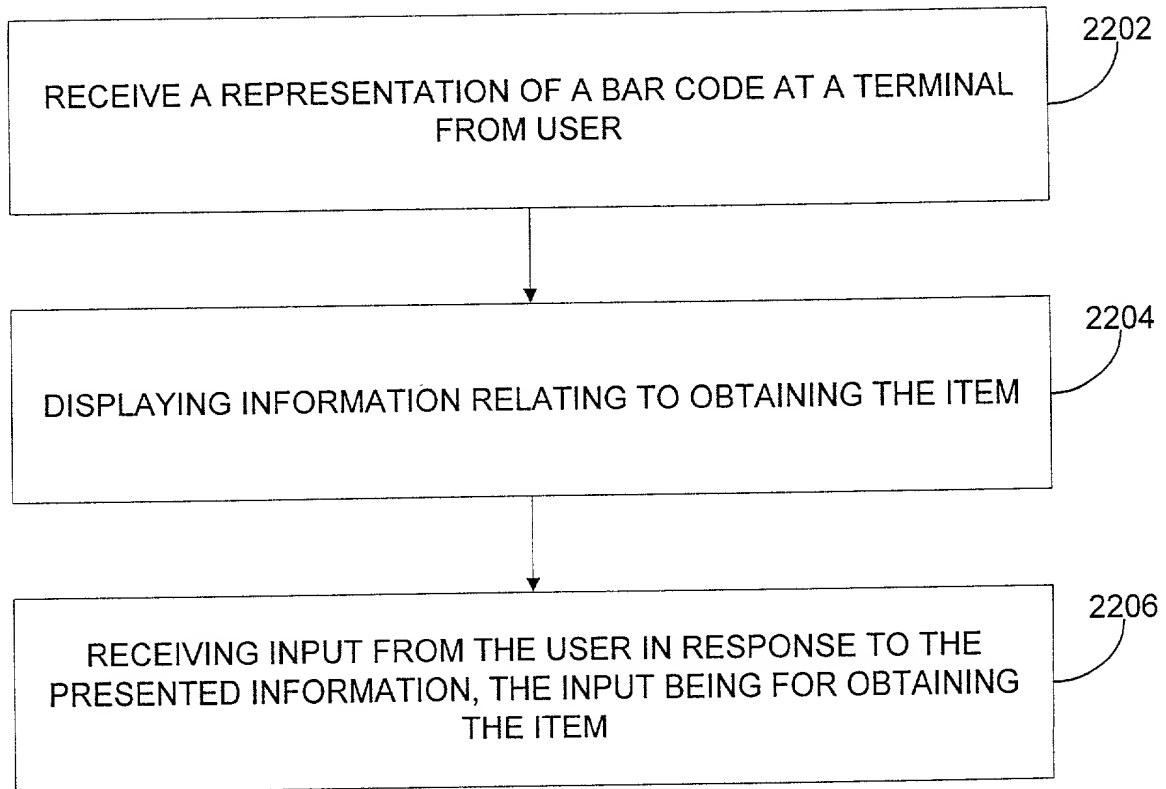 2202
RECEIVE A REPRESENTATION OF A BAR CODE AT A TERMINAL
FROM USER
2204
DISPLAYING INFORMATION RELATING TO OBTAINING THE ITEM
2206
RECEIVING INPUT FROM THE USER IN RESPONSE TO THE
PRESENTED INFORMATION, THE INPUT BEING FOR OBTAINING
THE ITEM